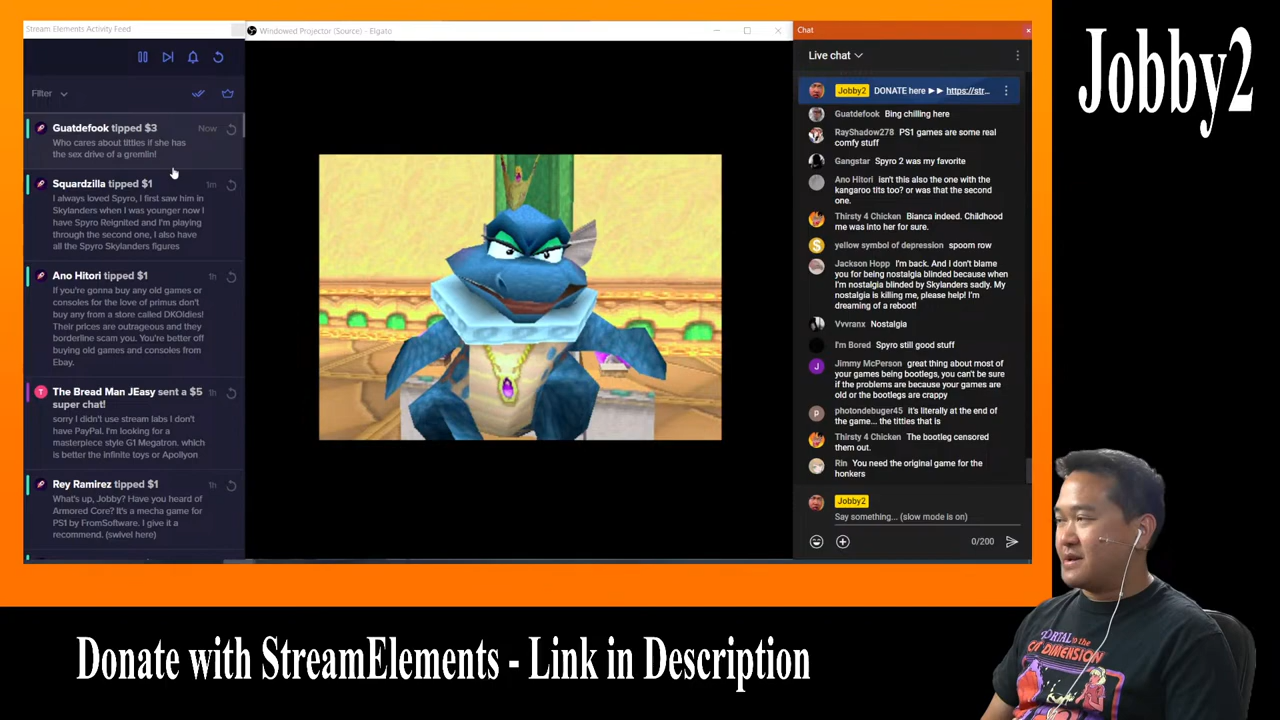 Stream Elements Activity Feed
Filter
Guatdefook tipped $3
Now
Who cares about tittles if she has
the sex drive of a gremlin!
Squardzilla tipped $1
1m
I always loved Spyro, I first saw him in
Skylanders when I was younger now I
have Spyro Reignited and I'm playing
through the second one, I also have
all the Spyro Skylanders figures
Ano Hitori tipped $1
1h
If you're gonna buy any old games or
consoles for the love of primus don't
buy any from a store called DKOldies!
Their prices are outrageous and they
borderline scam you. You're better off
buying old games and consoles from
Ebay.
T
The Bread Man JEasy sent a $5
super chat!
1h
sorry I didn't use stream labs I don't
have PayPal. I'm looking for a
masterpiece style G1 Megatron. which
is better the infinite toys or Apollyon
Rey Ramirez tipped $1
1h
What's up, Jobby? Have you heard of
Armored Core? It's a mecha game for
PS1 by FromSoftware. I give it a
recommend. (swivel here)
Windowed Projector (Source) - Elgato
Chat
Live chat
Jobby2 DONATE here ►► https://str...
Guatdefook Bing chilling here
RayShadow278 PS1 games are some real
comfy stuff
Gangstar Spyro 2 was my favorite
Ano Hitori isn't this also the one with the
kangaroo tits too? or was that the second
one.
Thirsty 4 Chicken Bianca indeed. Childhood
me was into her for sure.
yellow symbol of depression spoom row
Jackson Hopp I'm back. And I don't blame
you for being nostalgia blinded because when
I'm nostalgia blinded by Skylanders sadly. My
nostalgia is killing me, please help! I'm
dreaming of a reboot!
Vvvranx Nostalgia
I'm Bored Spyro still good stuff
J
Jimmy McPerson great thing about most of
your games being bootlegs, you can't be sure
if the problems are because your games are
old or the bootlegs are crappy
P
photondebuger45 it's literally at the end of
the game... the titties that is
Thirsty 4 Chicken The bootleg censored
them out.
Rin You need the original game for the
honkers
Jobby2
Say something... (slow mode is on)
0/200
Jobby2
PORTAL to the
DIMENSION
Donate with StreamElements - Link in Description